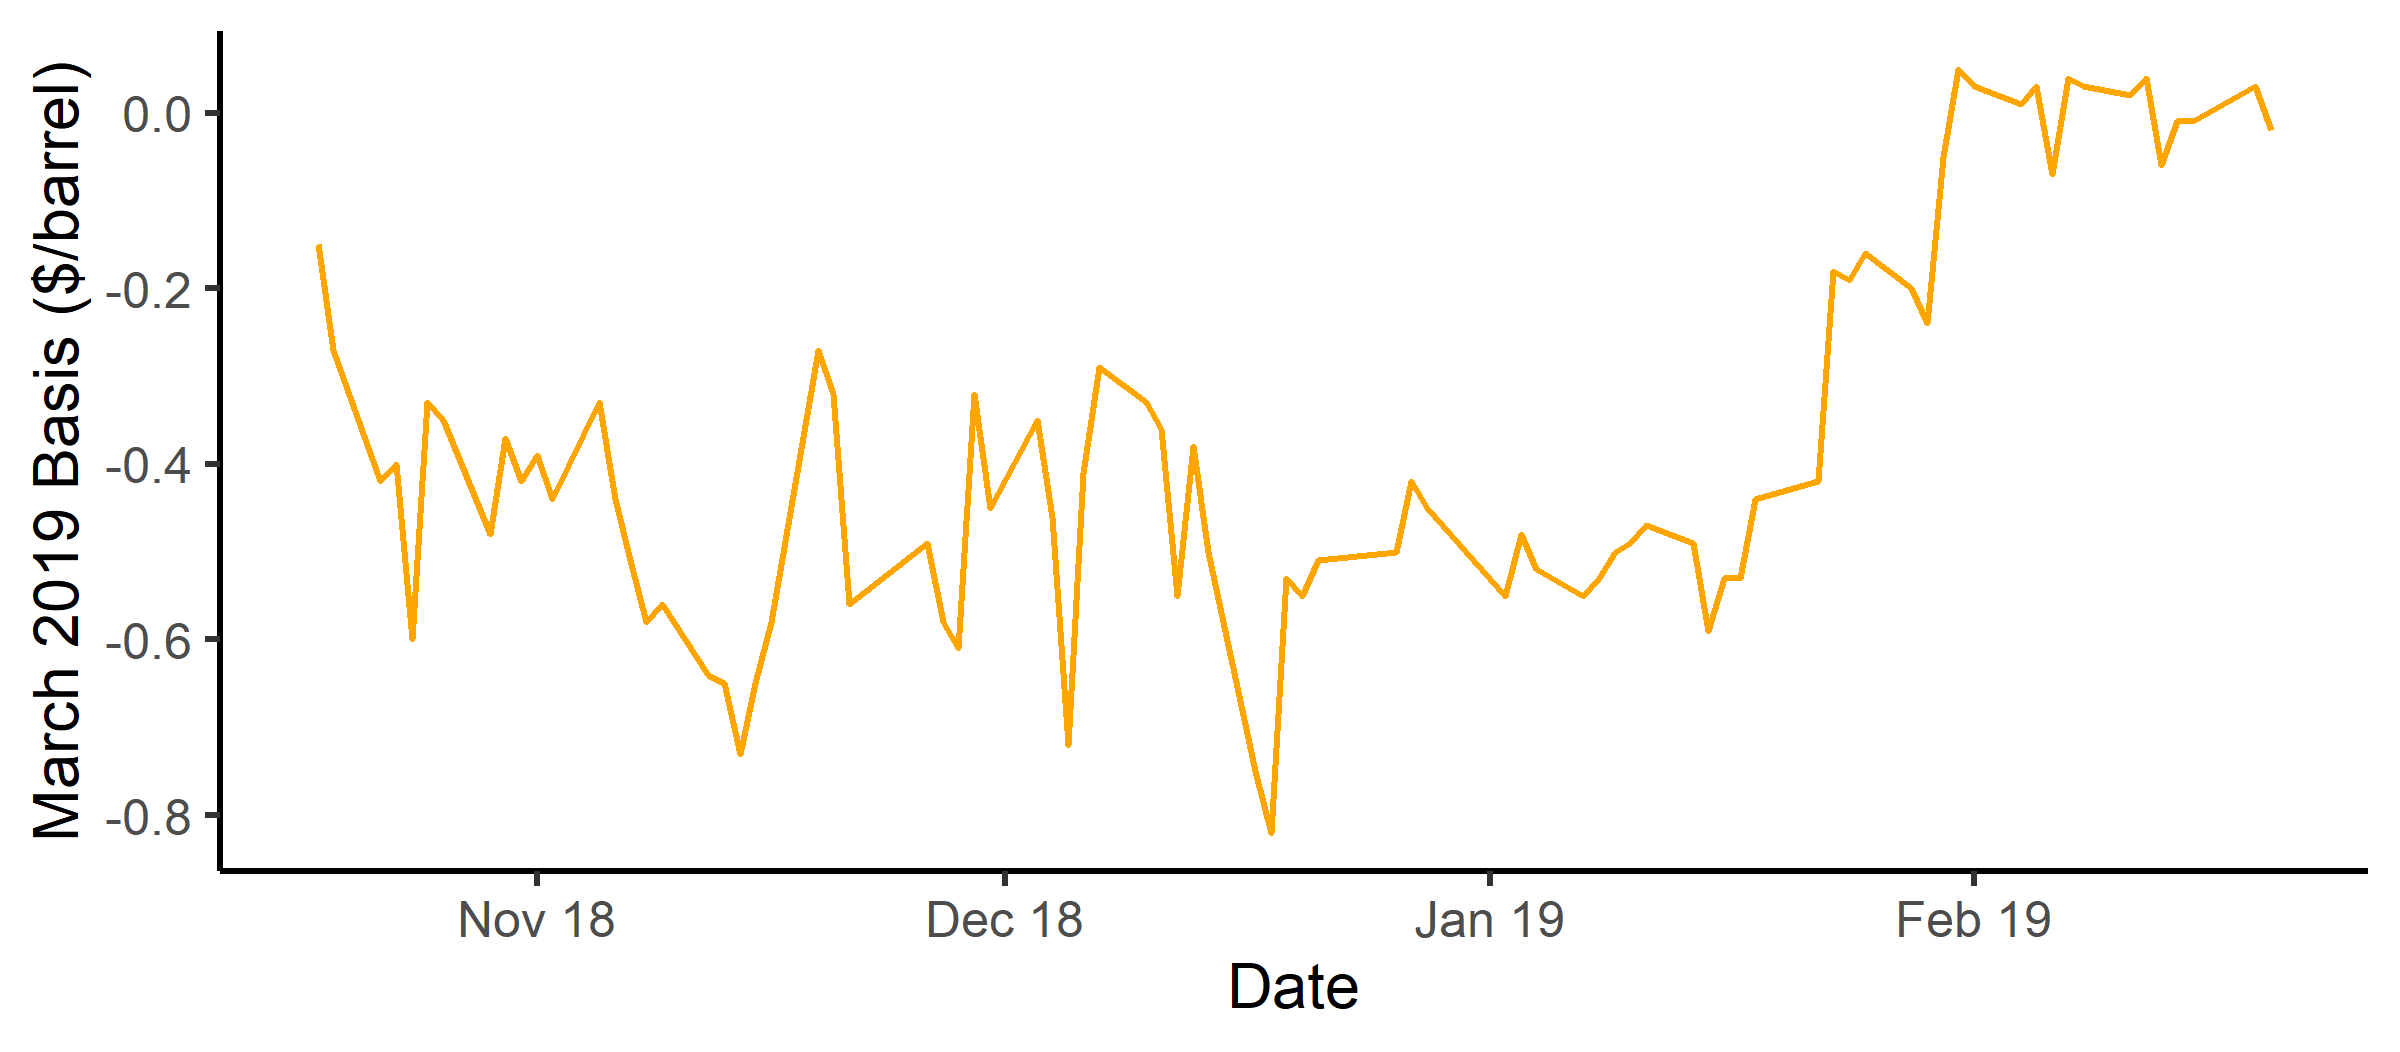 March 2019 Basis ($/barrel)
0.0
-0.2
-0.4
-0.6
-0.8
Nov 18
Dec 18
Jan 19
Feb 19
Date